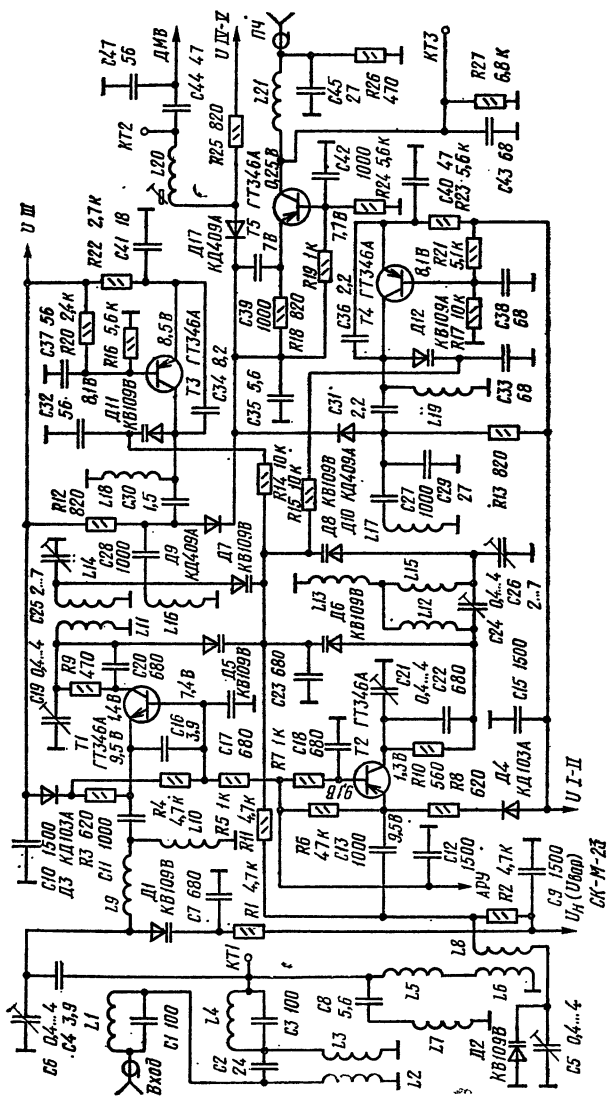 C6
0,4...4
C4 3,9
L1
C1 100
Вход
L4
C2
24
C3 100
L3
L2
КТ1
C8
5,6
L5
L7
L6
Д2
КВ109В
C5 0,4...4
L8
C10 1500
Д3 КД103А
R3 620
C11 1000
L9
Д1
КВ109В
C7 680
R1 4,7К
R4
4,7К
L10
R5 1К
R11 4,7К
R6
47К
C13
1000
C12
1500
АРУ
R2 4,7К
C9 1500
Uн (Uвар)
СК-М-23
C19 0,4...4
R9
470
C20
680
T1
ГТ346А
9,5В
1,4В
7,4В
C16
3,9
C17
680
Д5
КВ109В
R7 1К
C18
680
9,1В
T2
ГТ346А
1,3В
9,5В
C21
0,4...4
C22
680
R10
560
R8
620
Д4
КД103А
C15 1500
U I-II
C23 680
C25 2...7
L14
L11
L16
C28
1000
Д9
КД409А
Д7
КВ109В
L13
Д6
КВ109В
L12
L15
C24
0,4...4
C26
2...7
Д8
КВ109В
R12
820
L18
C30
1,5
C32
56
8,1В
Д11
КВ109В
R14 10К
R15 10К
Д10 КД409А
L17
C27
1000
C29
27
R13 820
C31
2,2
L19
C33
68
U III
C37 56
R20 2,4К
R16 5,6К
R22 2,7К
C41 18
8,5В
T3
ГТ346А
C34 8,2
C35 5,6
C39
1000
R18
820
R19 1К
C36 2,2
T4 ГТ346А
8,1В
Д12
КВ109А
R17 10К
R21
5,1К
C38
68
C47
56
ДМВ
C44 47
КТ2
L20
R25 820
U IV-V
Д17
КД409А
T5
ГТ346А
7В
0,25В
7,7В
ПЧ
L21
C45
27
R26
470
C42
1000
R24 5,6К
C40 47
R23 5,6К
КТ3
R27
6,8К
C43 68